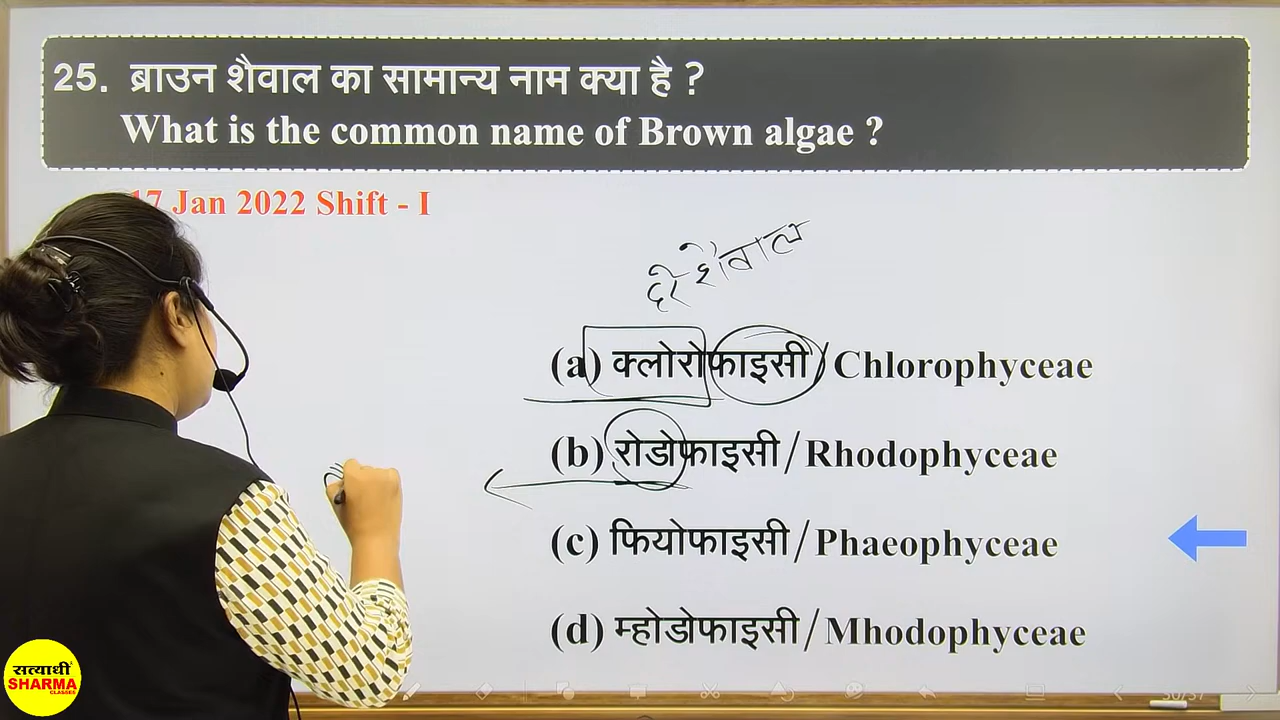 25. ब्राउन शैवाल का सामान्य नाम क्या है ?
What is the common name of Brown algae ?
17 Jan 2022 Shift - I
हरे शैवाल
(a) क्लोरोफाइसी/Chlorophyceae
(b) रोडोफाइसी/Rhodophyceae
(c) फियोफाइसी/Phaeophyceae
(d) म्होडोफाइसी/Mhodophyceae
सत्यार्थी
SHARMA
CLASSES